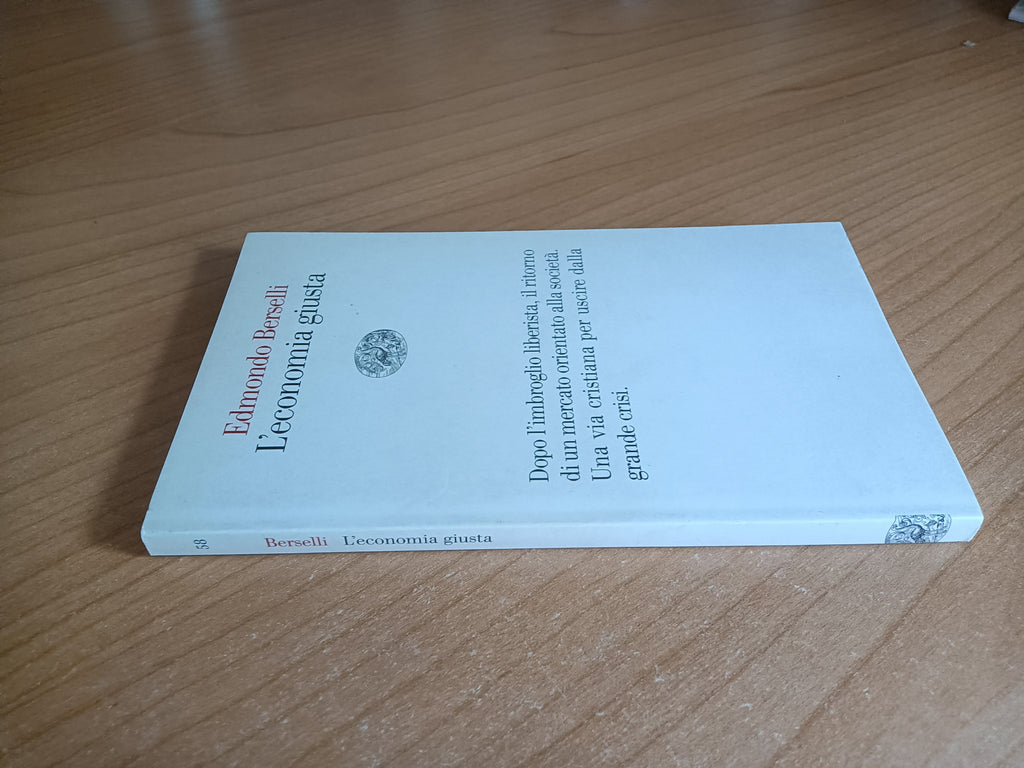 Edmondo Berselli
L'economia giusta
Dopo l'imbroglio liberista, il ritorno
di un mercato orientato alla società.
Una via cristiana per uscire dalla
grande crisi.
58
Berselli L'economia giusta